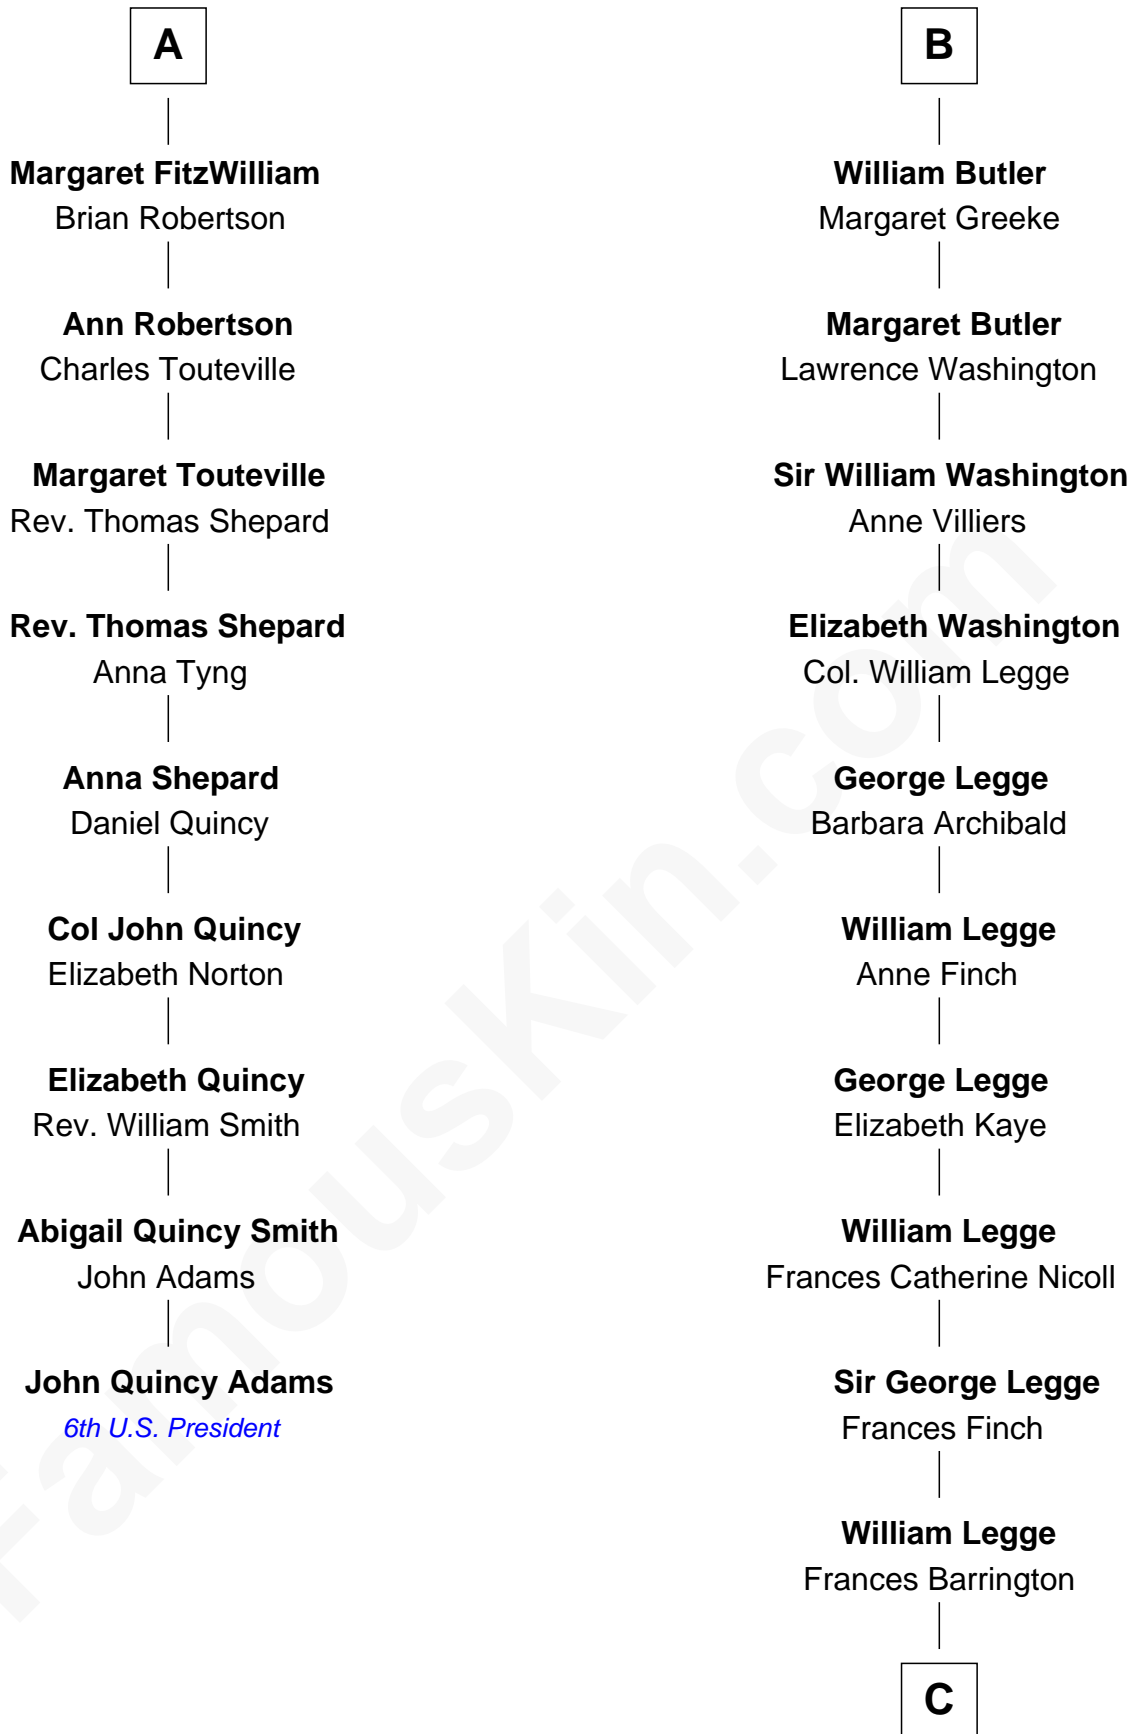 A
Margaret FitzWilliam
Brian Robertson
Ann Robertson
Charles Touteville
Margaret Touteville
Rev. Thomas Shepard
Rev. Thomas Shepard
Anna Tyng
Anna Shepard
Daniel Quincy
Col John Quincy
Elizabeth Norton
Elizabeth Quincy
Rev. William Smith
Abigail Quincy Smith
John Adams
John Quincy Adams
6th U.S. President
B
William Butler
Margaret Greeke
Margaret Butler
Lawrence Washington
Sir William Washington
Anne Villiers
Elizabeth Washington
Col. William Legge
George Legge
Barbara Archibald
William Legge
Anne Finch
George Legge
Elizabeth Kaye
William Legge
Frances Catherine Nicoll
Sir George Legge
Frances Finch
William Legge
Frances Barrington
C
FamousKin.com